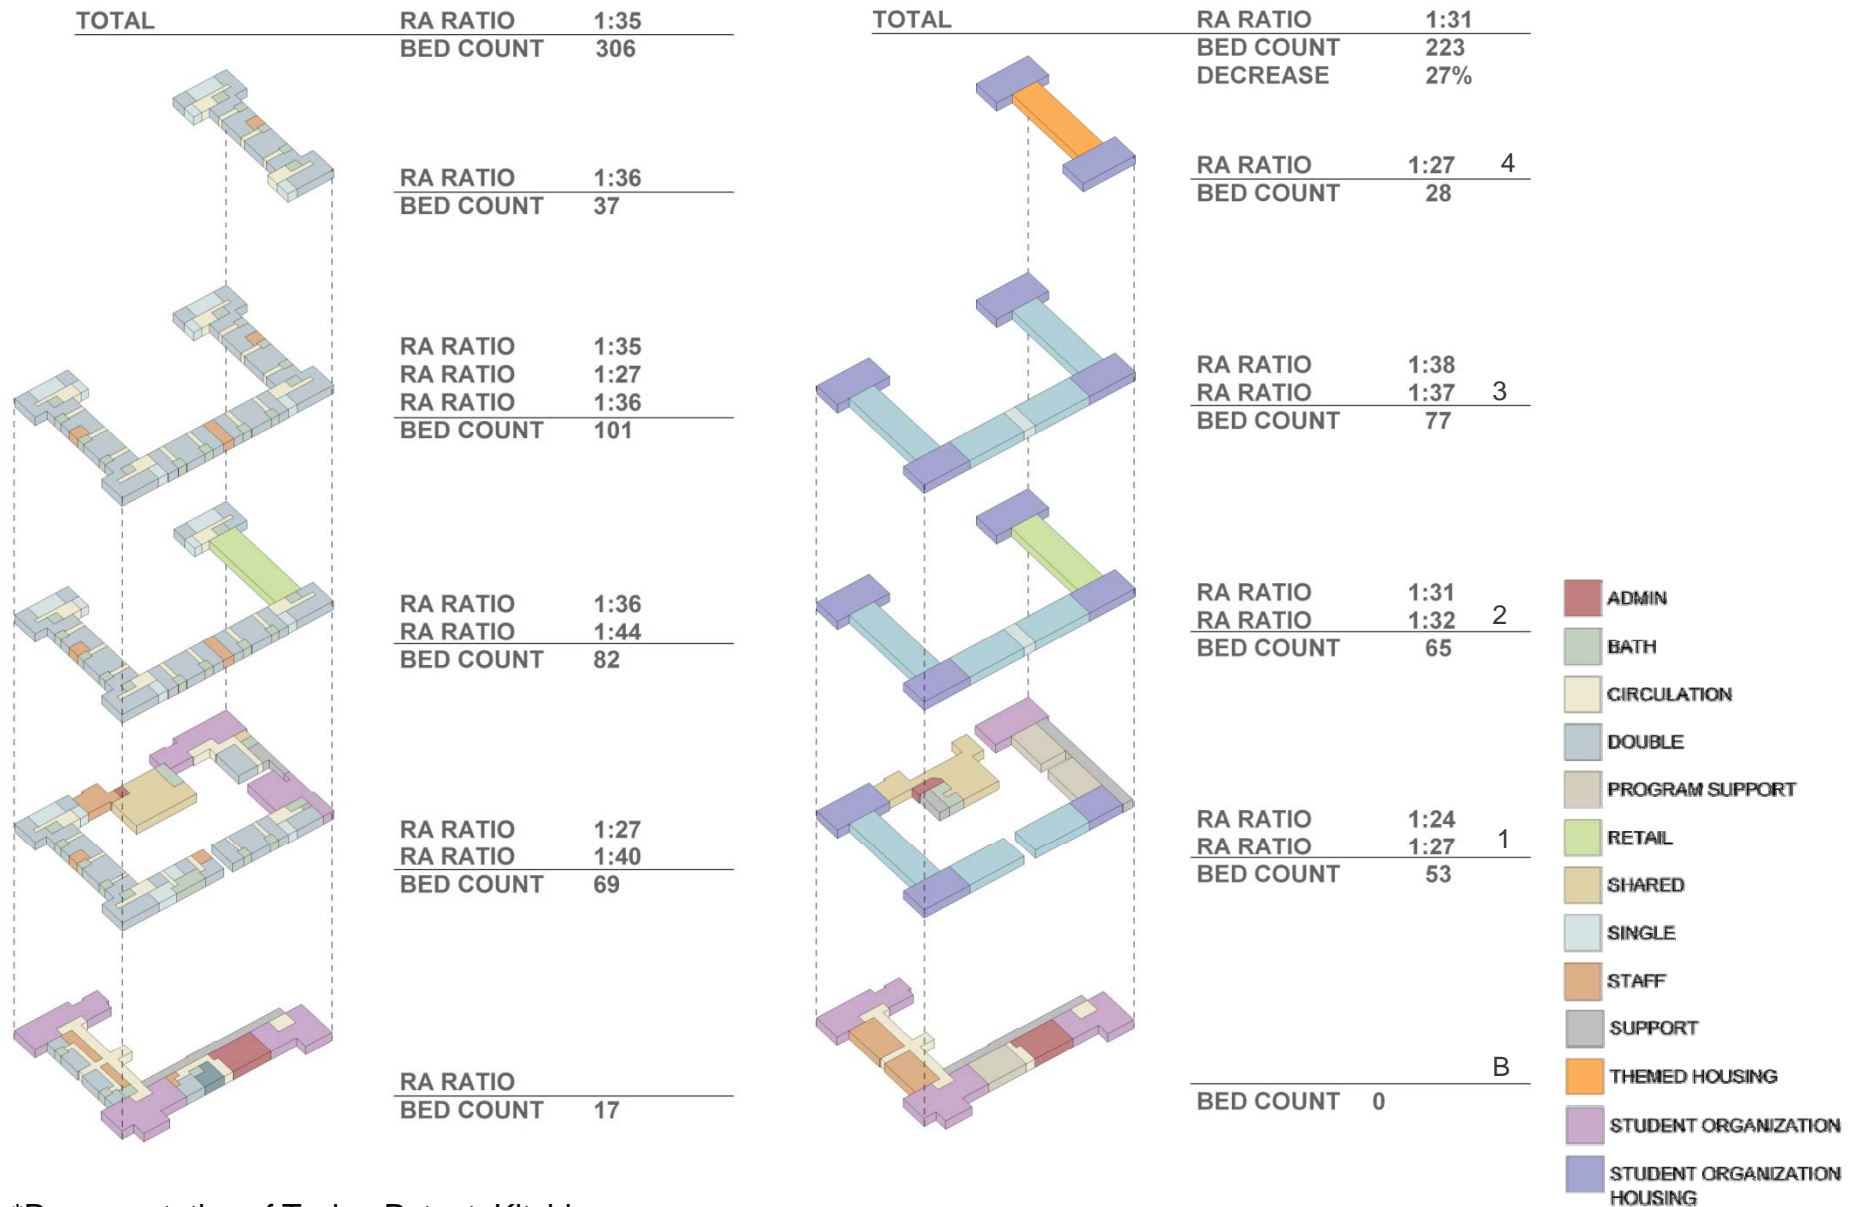 TOTAL RA RATIO 1:35
BED COUNT 306
RA RATIO 1:36
BED COUNT 37
RA RATIO 1:35
RA RATIO 1:27
RA RATIO 1:36
BED COUNT 101
RA RATIO 1:36
RA RATIO 1:44
BED COUNT 82
RA RATIO 1:27
RA RATIO 1:40
BED COUNT 69
RA RATIO
BED COUNT 17
TOTAL RA RATIO 1:31
BED COUNT 223
DECREASE 27%
RA RATIO 1:27 4
BED COUNT 28
RA RATIO 1:38
RA RATIO 1:37 3
BED COUNT 77
RA RATIO 1:31
RA RATIO 1:32 2
BED COUNT 65
RA RATIO 1:24
RA RATIO 1:27 1
BED COUNT 53
B
BED COUNT 0
ADMIN
BATH
CIRCULATION
DOUBLE
PROGRAM SUPPORT
RETAIL
SHARED
SINGLE
STAFF
SUPPORT
THEMED HOUSING
STUDENT ORGANIZATION
STUDENT ORGANIZATION
HOUSING